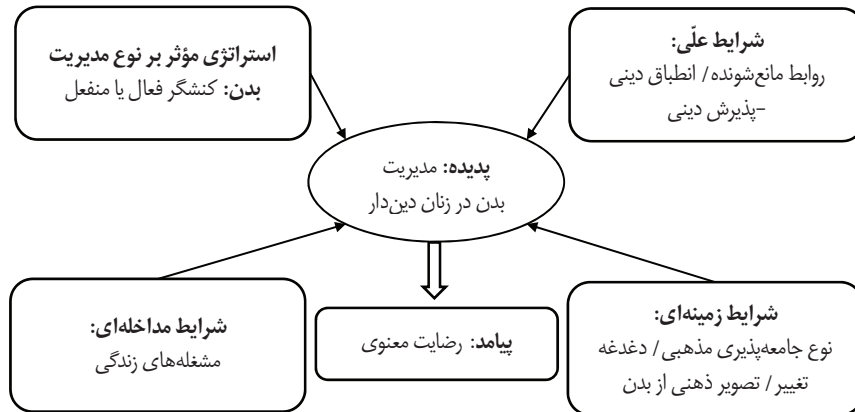 شرایط علّی:
روابط مانع‌شونده/ انطباق دینی
-پذیرش دینی
استراتژی مؤثر بر نوع مدیریت
بدن: کنشگر فعال یا منفعل
پدیده: مدیریت
بدن در زنان دین‌دار
شرایط زمینه‌ای:
نوع جامعه‌پذیری مذهبی/ دغدغه
تغییر/ تصویر ذهنی از بدن
پیامد: رضایت معنوی
شرایط مداخله‌ای:
مشغله‌های زندگی